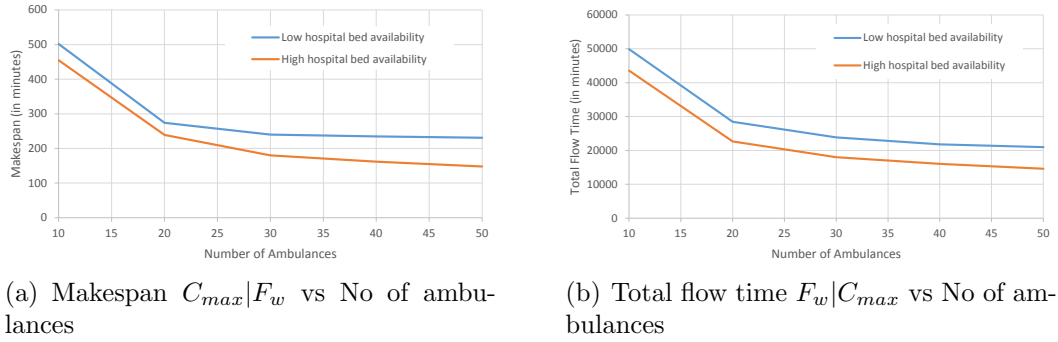 600
500
400
300
200
100
0
10 15 20 25 30 35 40 45 50
Makespan (in minutes)
Number of Ambulances
Low hospital bed availability
High hospital bed availability
60000
50000
40000
30000
20000
10000
0
10 15 20 25 30 35 40 45 50
Total Flow Time (in minutes)
Number of Ambulances
Low hospital bed availability
High hospital bed availability
(a) Makespan $C_{max}|F_w$ vs No of ambu-
lances
(b) Total flow time $F_w|C_{max}$ vs No of am-
bulances